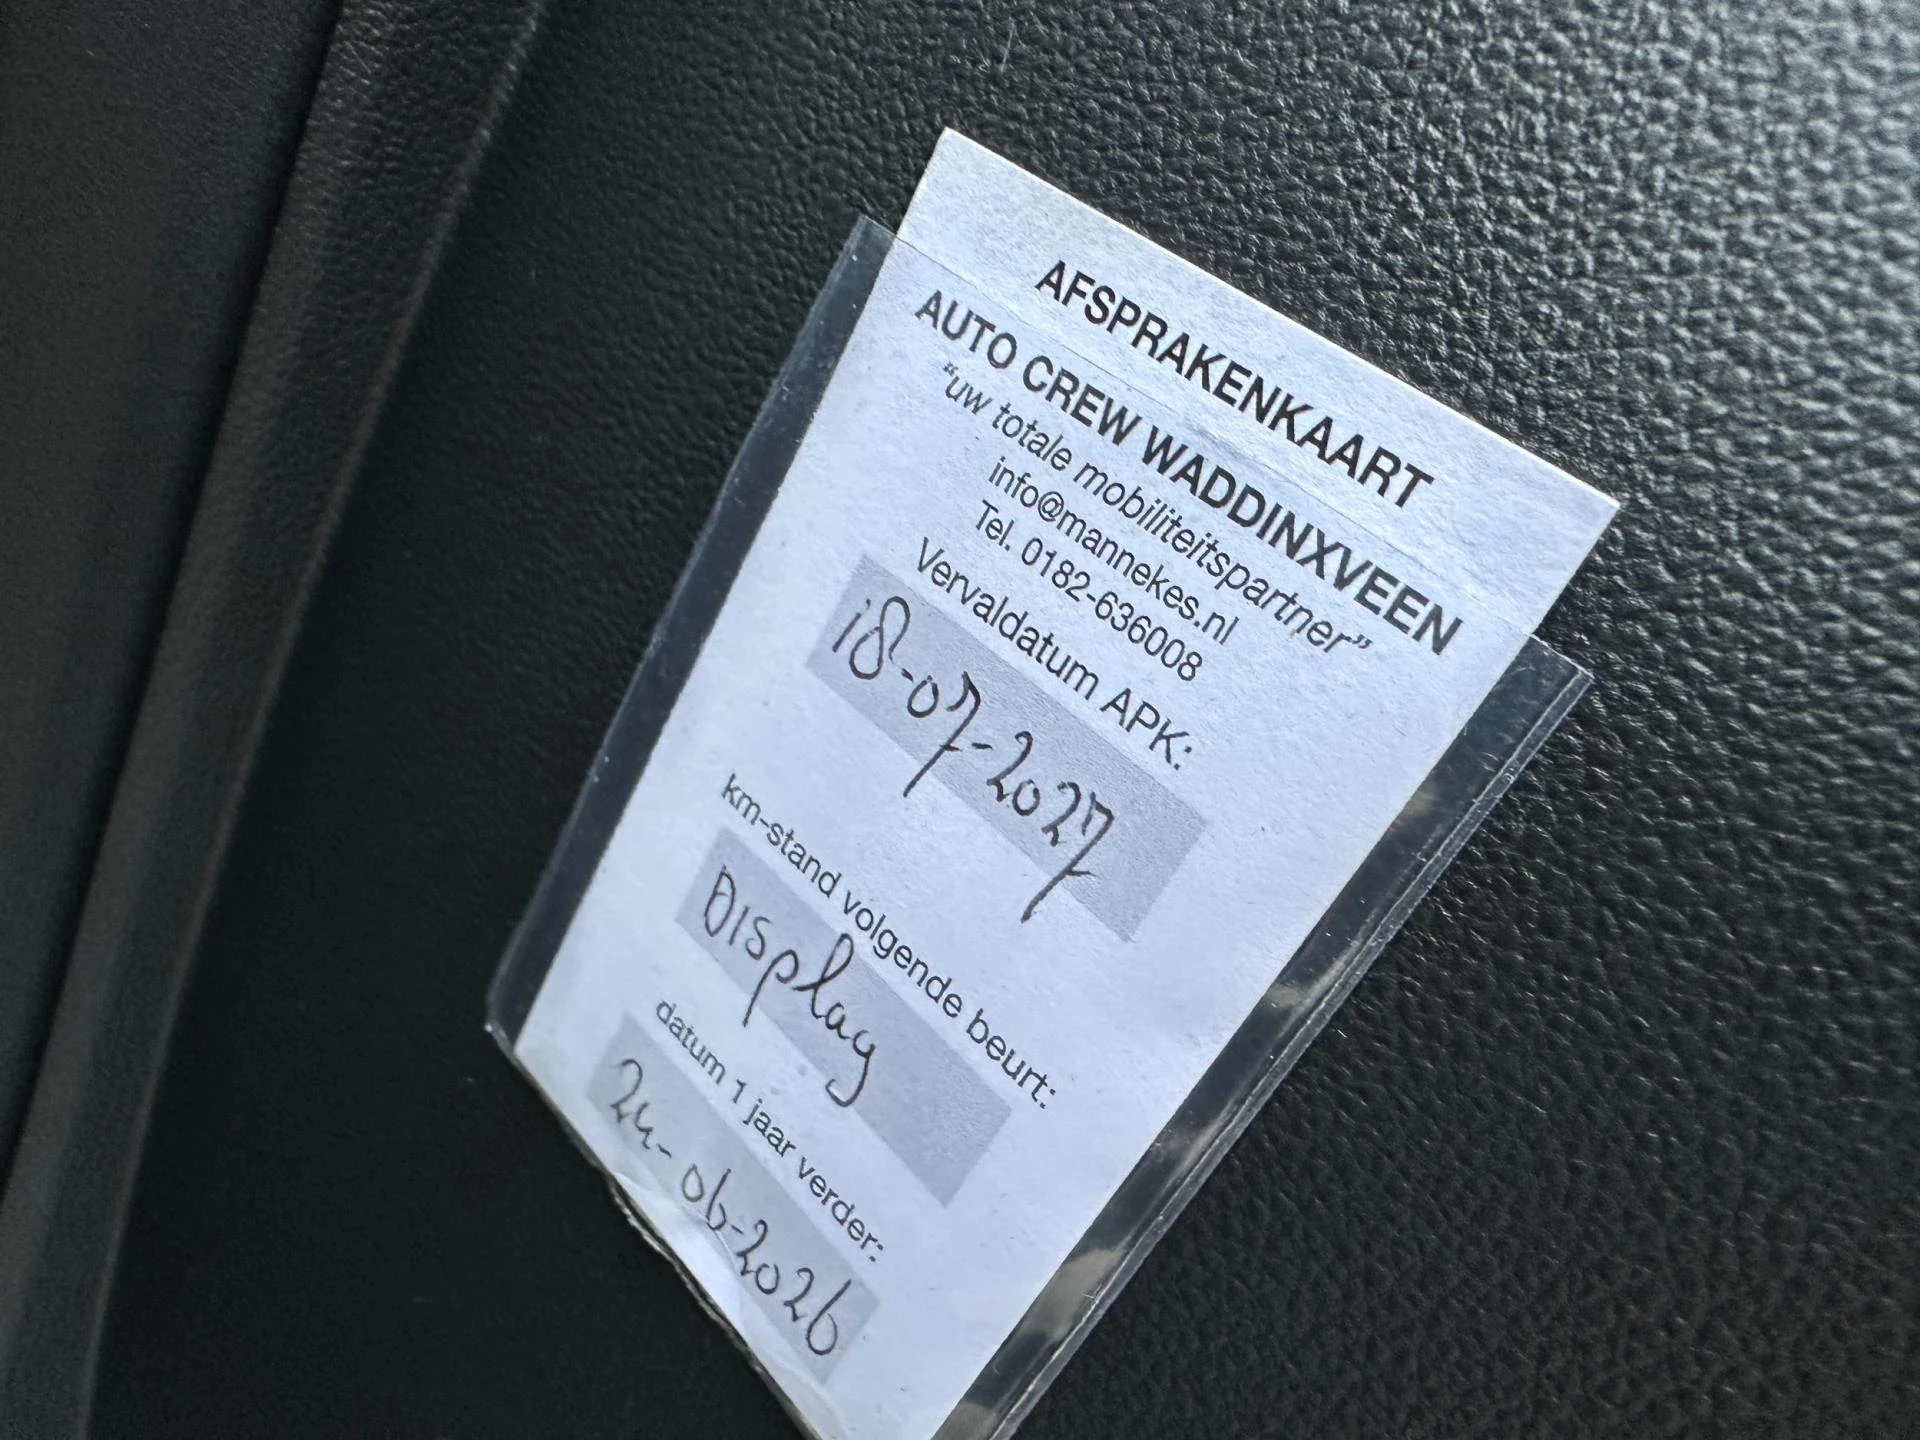 AFSPRAKENKAART
AUTO CREW WADDINXVEEN
“uw totale mobiliteitspartner”
info@mannekes.nl
Tel. 0182-636008
Vervaldatum APK:
18-07-2027
km-stand volgende beurt:
Display
datum 1 jaar verder:
24-06-2026